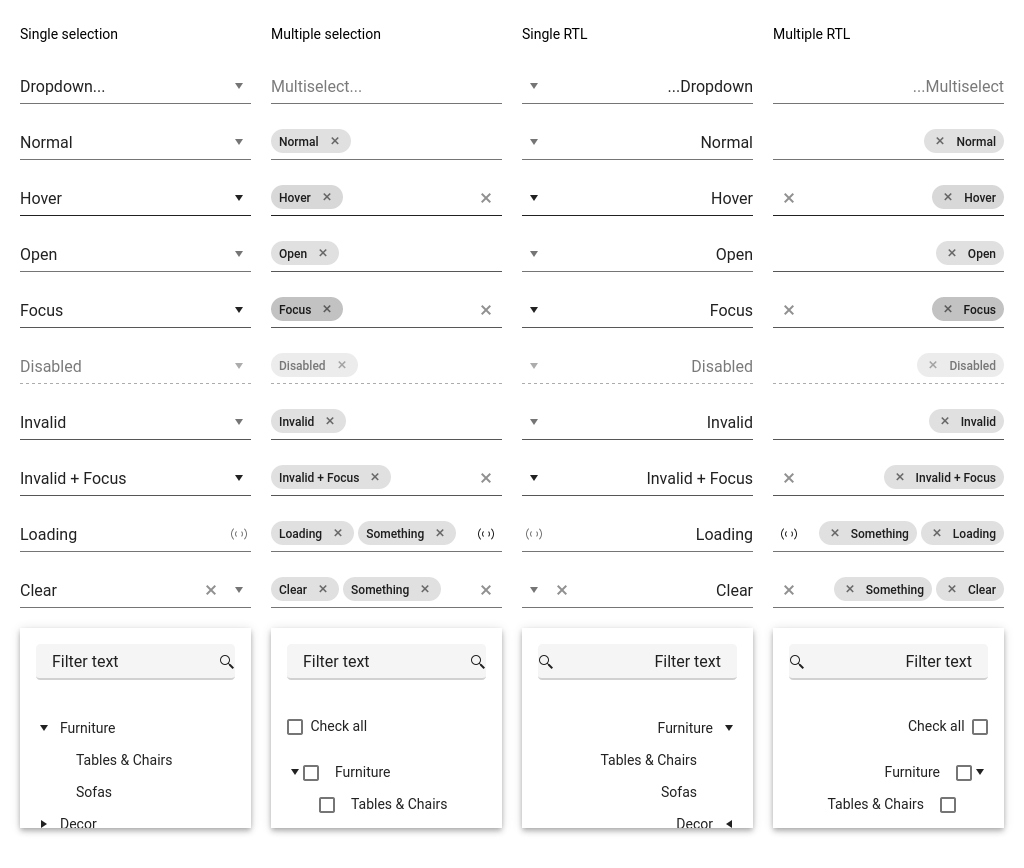 Single selection Multiple selection Single RTL Multiple RTL
Dropdown... Multiselect... ...Dropdown ...Multiselect
Normal Normal Normal Normal
Hover Hover Hover Hover
Open Open Open Open
Focus Focus Focus Focus
Disabled Disabled Disabled Disabled
Invalid Invalid Invalid Invalid
Invalid + Focus Invalid + Focus Invalid + Focus Invalid + Focus
Loading Loading Something Loading Something Loading
Clear Clear Something Clear Something Clear
Filter text Filter text Filter text Filter text
Furniture Check all Furniture Check all
Tables & Chairs Furniture Tables & Chairs Furniture
Sofas Tables & Chairs Sofas Tables & Chairs
Decor Decor